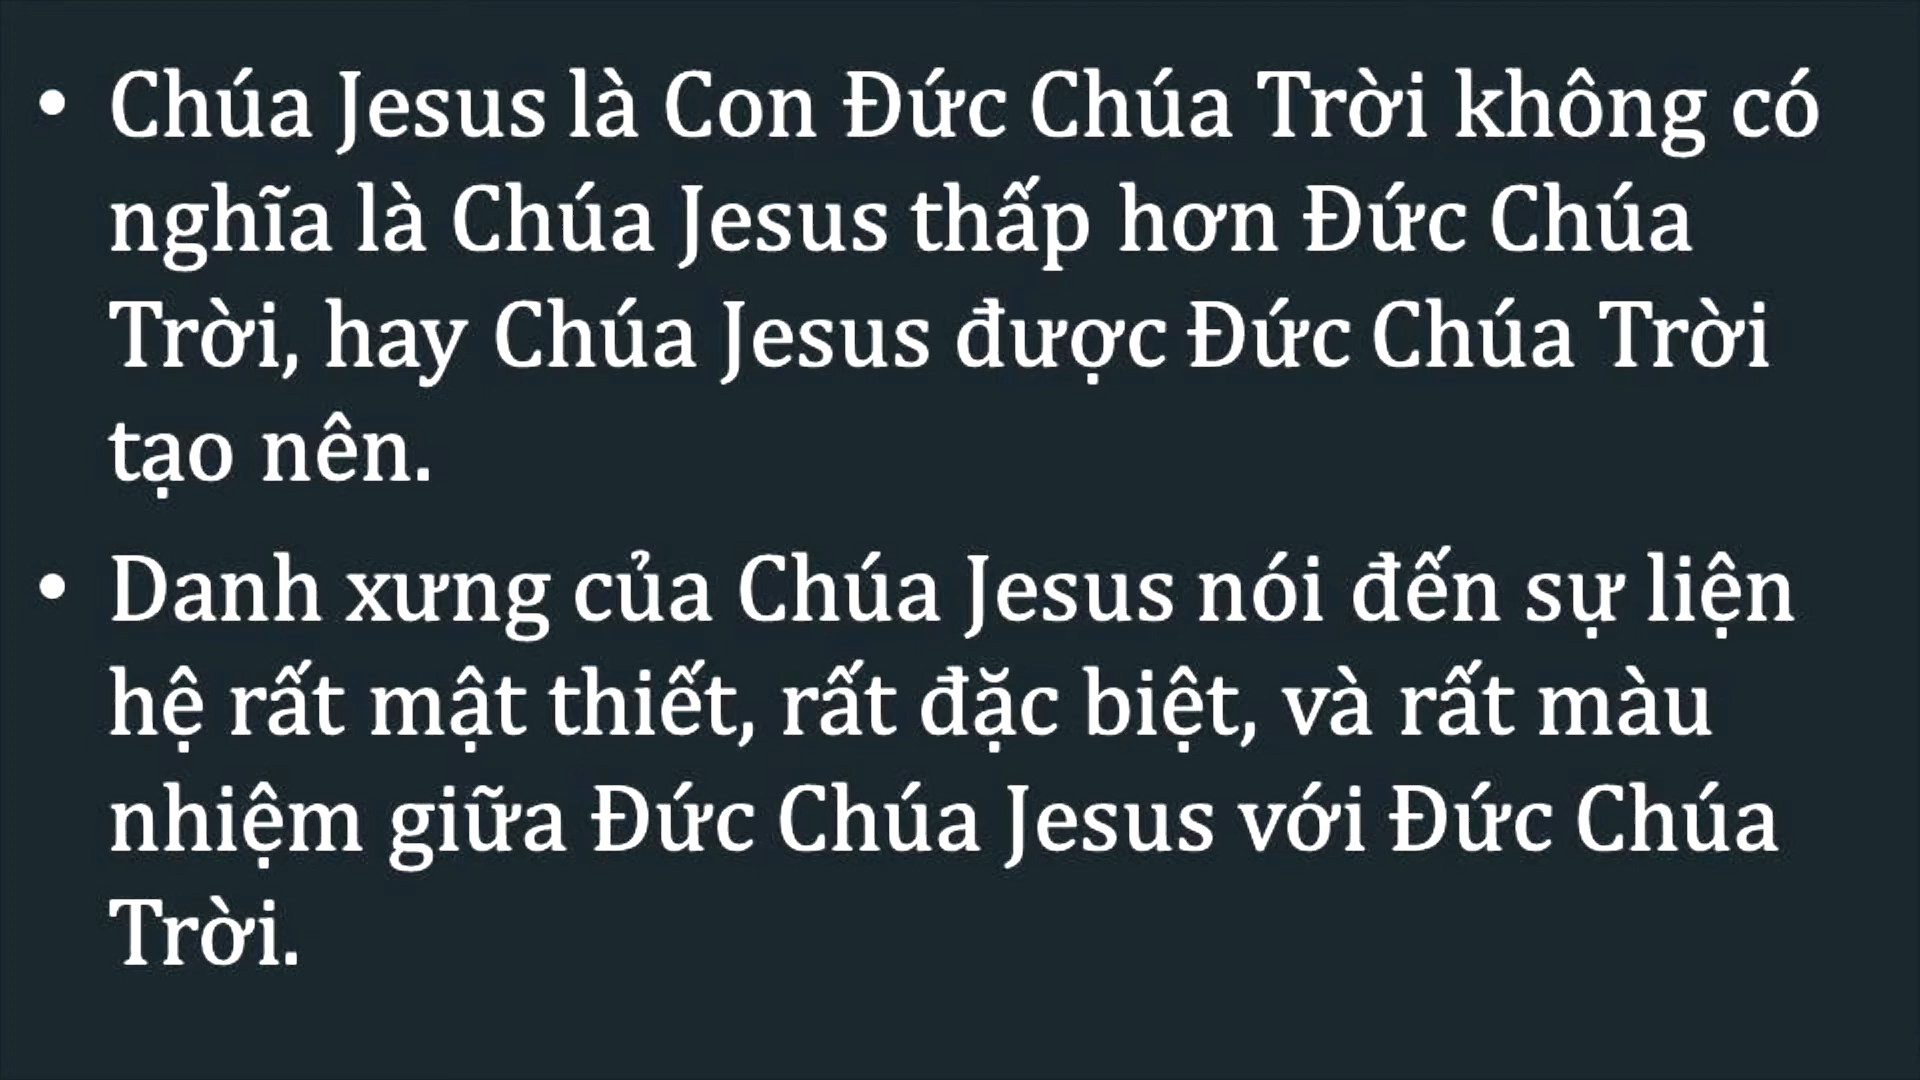 • Chúa Jesus là Con Đức Chúa Trời không có
nghĩa là Chúa Jesus thấp hơn Đức Chúa
Trời, hay Chúa Jesus được Đức Chúa Trời
tạo nên.
• Danh xưng của Chúa Jesus nói đến sự liện
hệ rất mật thiết, rất đặc biệt, và rất màu
nhiệm giữa Đức Chúa Jesus với Đức Chúa
Trời.